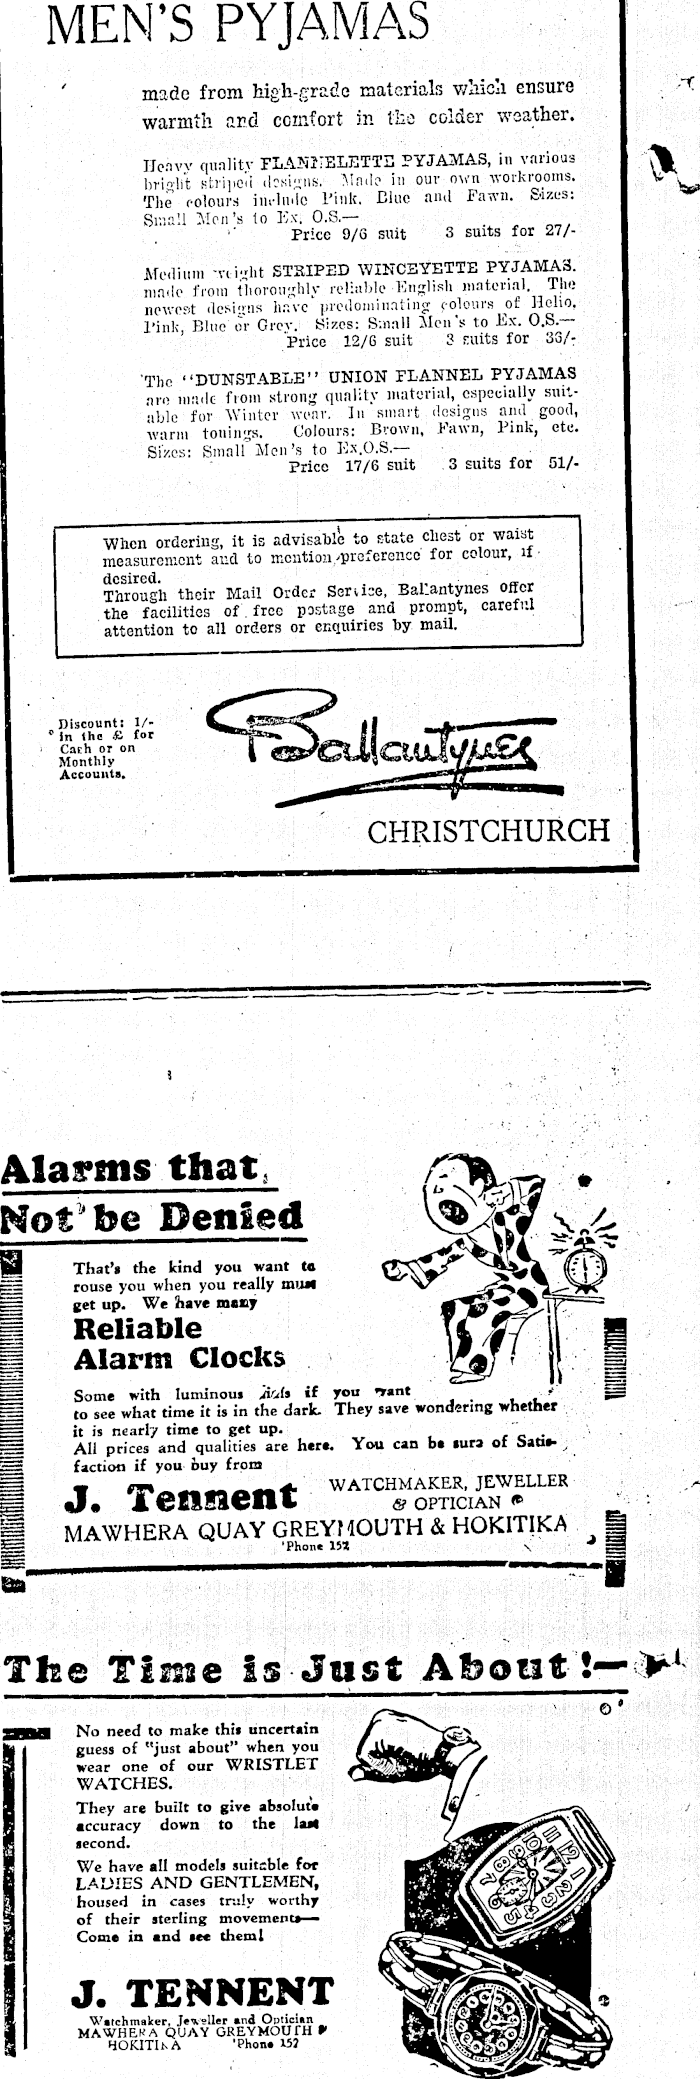 MEN'S PYJAMAS
made from high-grade materials which ensure
warmth and comfort in the colder weather.
Heavy quality FLANNELETTE PYJAMAS, in various
bright striped designs. Made in our own workrooms.
The colours include Pink, Blue and Fawn. Sizes:
Small Men's to Ex. O.S.—
Price 9/6 suit 3 suits for 27/-
Medium weight STRIPED WINCEYETTE PYJAMAS.
made from thoroughly reliable English material. The
newest designs have predominating colours of Helio,
Pink, Blue or Grey. Sizes: Small Men's to Ex. O.S.—
Price 12/6 suit 3 suits for 36/-
The "DUNSTABLE" UNION FLANNEL PYJAMAS
are made from strong quality material, especially suit-
able for Winter wear. In smart designs and good,
warm tonings. Colours: Brown, Fawn, Pink, etc.
Sizes: Small Men's to Ex.O.S.—
Price 17/6 suit 3 suits for 51/-
When ordering, it is advisable to state chest or waist
measurement and to mention preference for colour, if
desired.
Through their Mail Order Service, Ballantynes offer
the facilities of free postage and prompt, careful
attention to all orders or enquiries by mail.
Discount: 1/-
in the £ for
Cash or on
Monthly
Accounts.
Ballantynes
CHRISTCHURCH
Alarms that
Not be Denied
That's the kind you want to
rouse you when you really must
get up. We have many
Reliable
Alarm Clocks
Some with luminous dials if you want
to see what time it is in the dark. They save wondering whether
it is nearly time to get up.
All prices and qualities are here. You can be sure of Satis-
faction if you buy from
J. Tennent WATCHMAKER, JEWELLER
& OPTICIAN
MAWHERA QUAY GREYMOUTH & HOKITIKA
'Phone 152
The Time is Just About!—
No need to make this uncertain
guess of "just about" when you
wear one of our WRISTLET
WATCHES.
They are built to give absolute
accuracy down to the last
second.
We have all models suitable for
LADIES AND GENTLEMEN,
housed in cases truly worthy
of their sterling movements—
Come in and see them!
J. TENNENT
Watchmaker, Jeweller and Optician
MAWHERA QUAY GREYMOUTH
HOKITIKA 'Phone 152